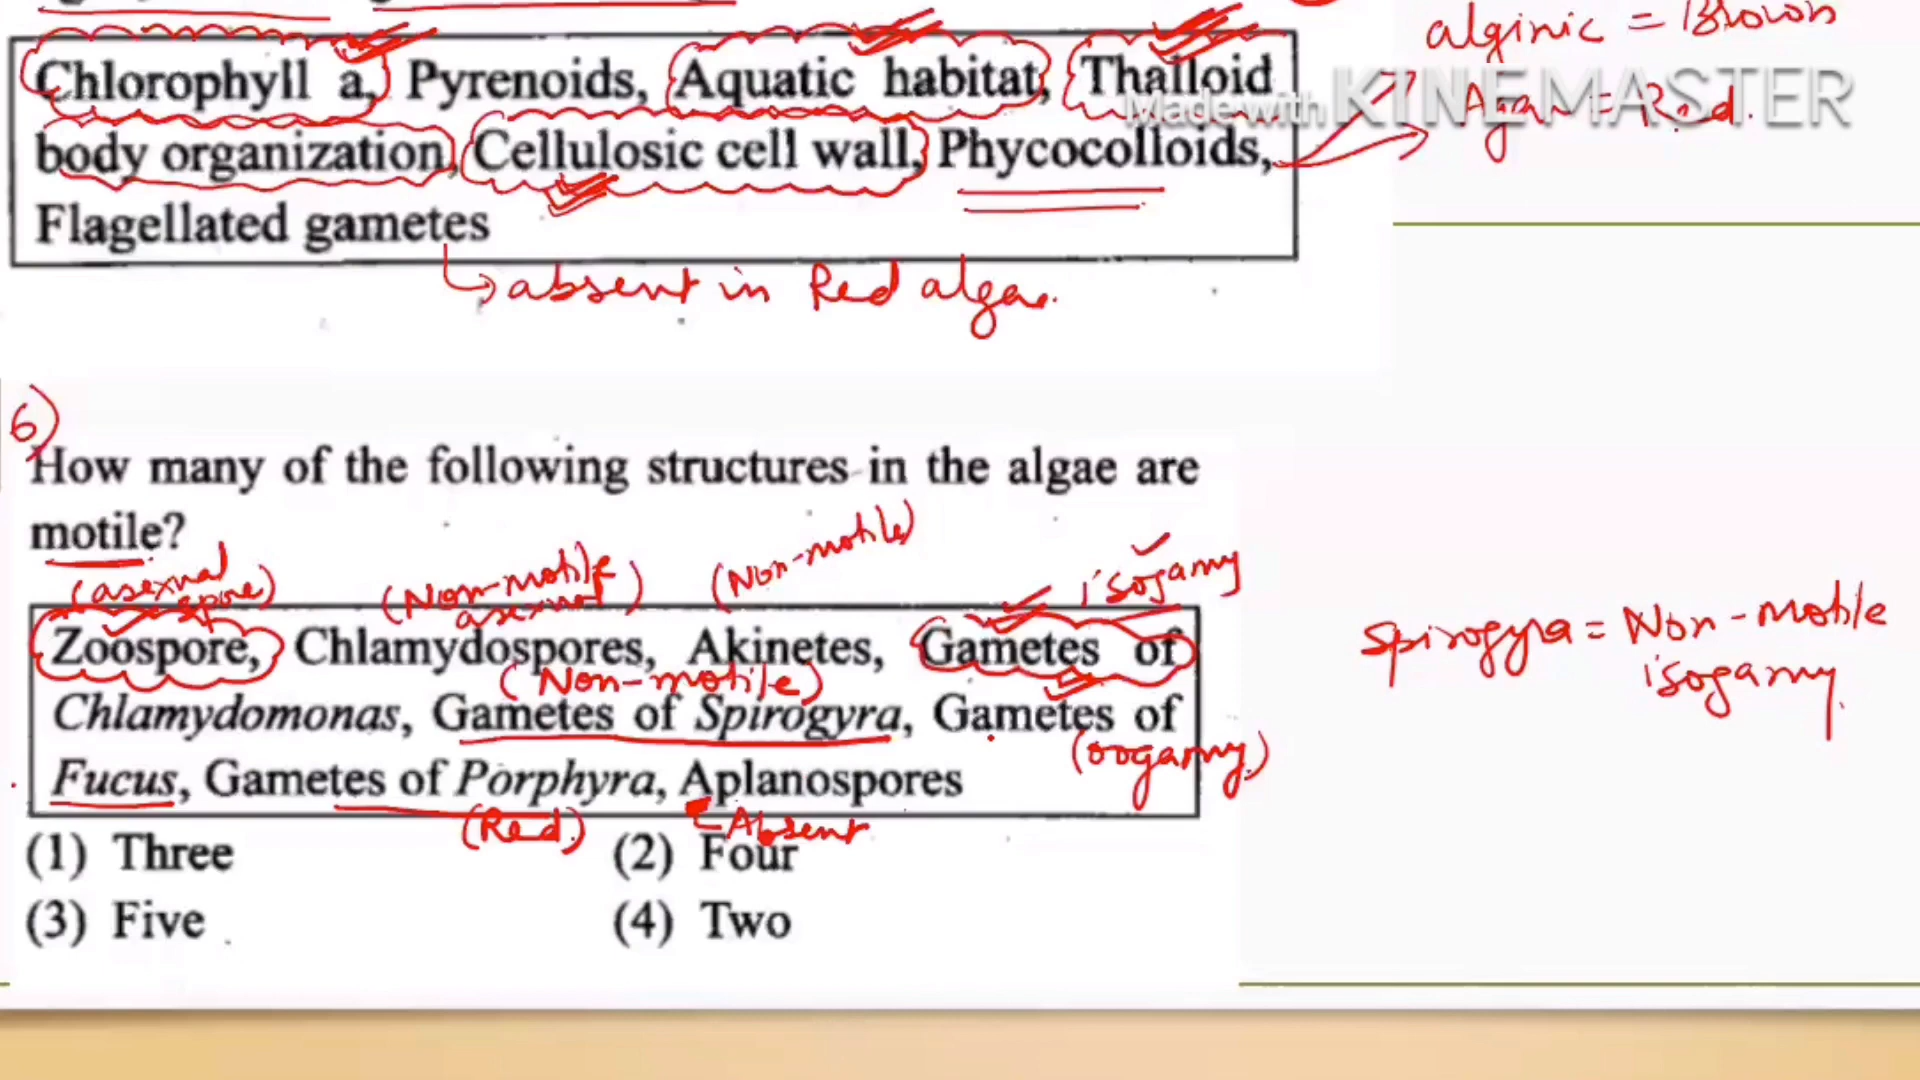 alginic = Brown
Chlorophyll a, Pyrenoids, Aquatic habitat, Thalloid
Made with KINEMASTER
Agar = Red.
body organization, Cellulosic cell wall, Phycocolloids,
Flagellated gametes
absent in Red algae.
6)
How many of the following structures in the algae are
motile?
(asexual spore) (Non-motile asexual) (Non-motile) isogamy
Zoospore, Chlamydospores, Akinetes, Gametes of
(Non-motile)
Chlamydomonas, Gametes of Spirogyra, Gametes of
(oogamy)
Fucus, Gametes of Porphyra, Aplanospores
(Red) Absent
(1) Three (2) Four
(3) Five (4) Two
Spirogyra = Non-motile
isogamy.